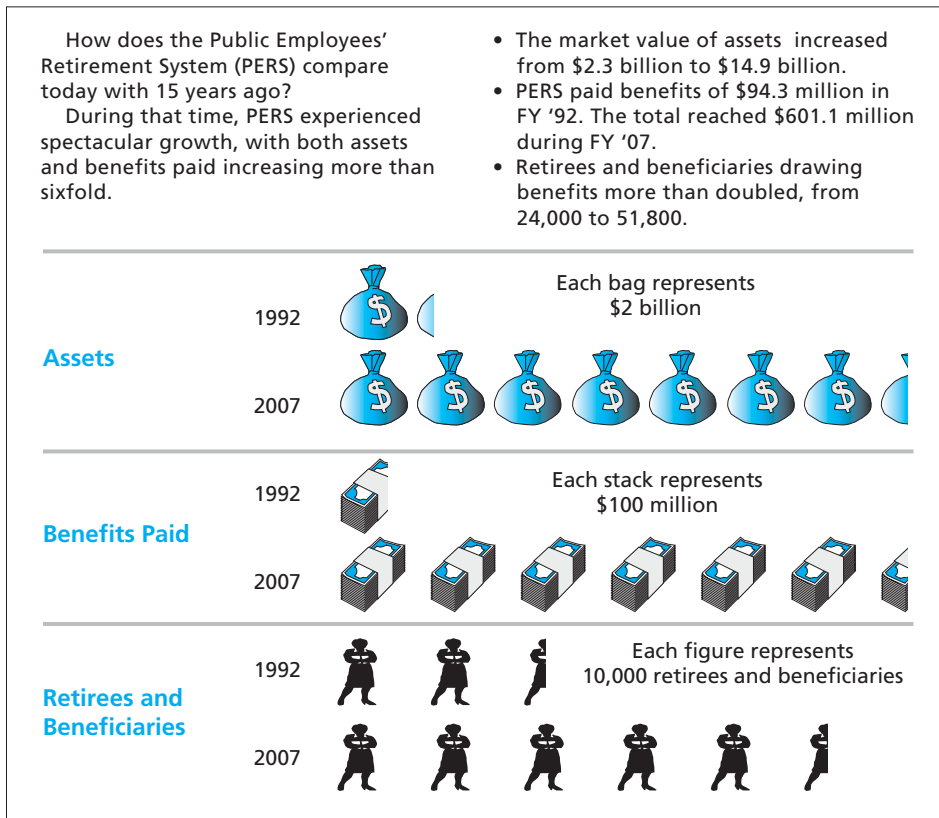 How does the Public Employees’
Retirement System (PERS) compare
today with 15 years ago?
During that time, PERS experienced
spectacular growth, with both assets
and benefits paid increasing more than
sixfold.
• The market value of assets increased
from $2.3 billion to $14.9 billion.
• PERS paid benefits of $94.3 million in
FY ‘92. The total reached $601.1 million
during FY ‘07.
• Retirees and beneficiaries drawing
benefits more than doubled, from
24,000 to 51,800.
Assets
1992
Each bag represents
$2 billion
$
2007
$ $ $ $ $ $ $
Benefits Paid
1992
Each stack represents
$100 million
2007
Retirees and
Beneficiaries
1992
Each figure represents
10,000 retirees and beneficiaries
2007